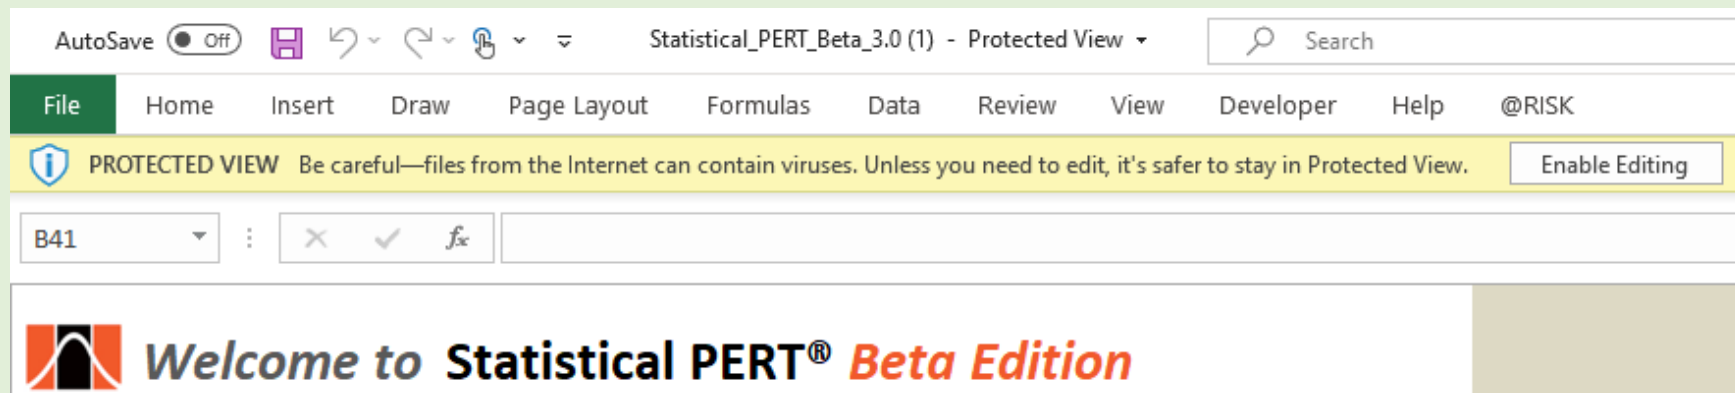 AutoSave Off Statistical_PERT_Beta_3.0 (1) - Protected View Search
File Home Insert Draw Page Layout Formulas Data Review View Developer Help @RISK
PROTECTED VIEW Be careful—files from the Internet can contain viruses. Unless you need to edit, it's safer to stay in Protected View. Enable Editing
B41 fx
Welcome to Statistical PERT® Beta Edition